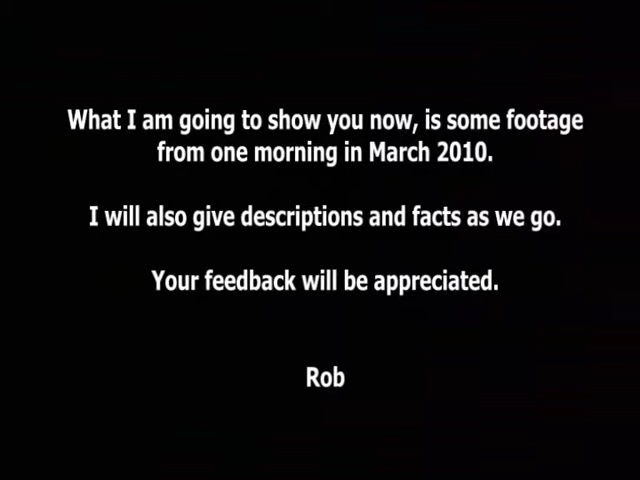 What I am going to show you now, is some footage
from one morning in March 2010.
I will also give descriptions and facts as we go.
Your feedback will be appreciated.
Rob